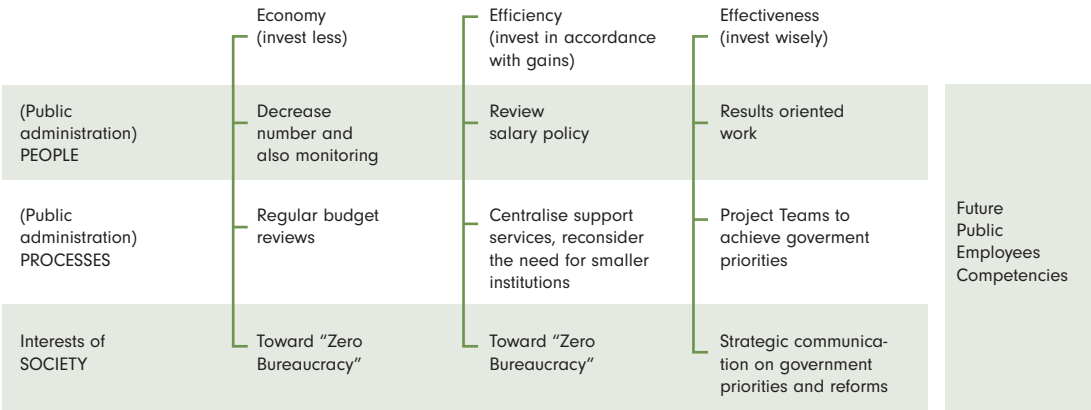 Economy
(invest less)
Efficiency
(invest in accordance
with gains)
Effectiveness
(invest wisely)
(Public
administration)
PEOPLE
Decrease
number and
also monitoring
Review
salary policy
Results oriented
work
(Public
administration)
PROCESSES
Regular budget
reviews
Centralise support
services, reconsider
the need for smaller
institutions
Project Teams to
achieve goverment
priorities
Interests of
SOCIETY
Toward “Zero
Bureaucracy”
Toward “Zero
Bureaucracy”
Strategic communica-
tion on government
priorities and reforms
Future
Public
Employees
Competencies